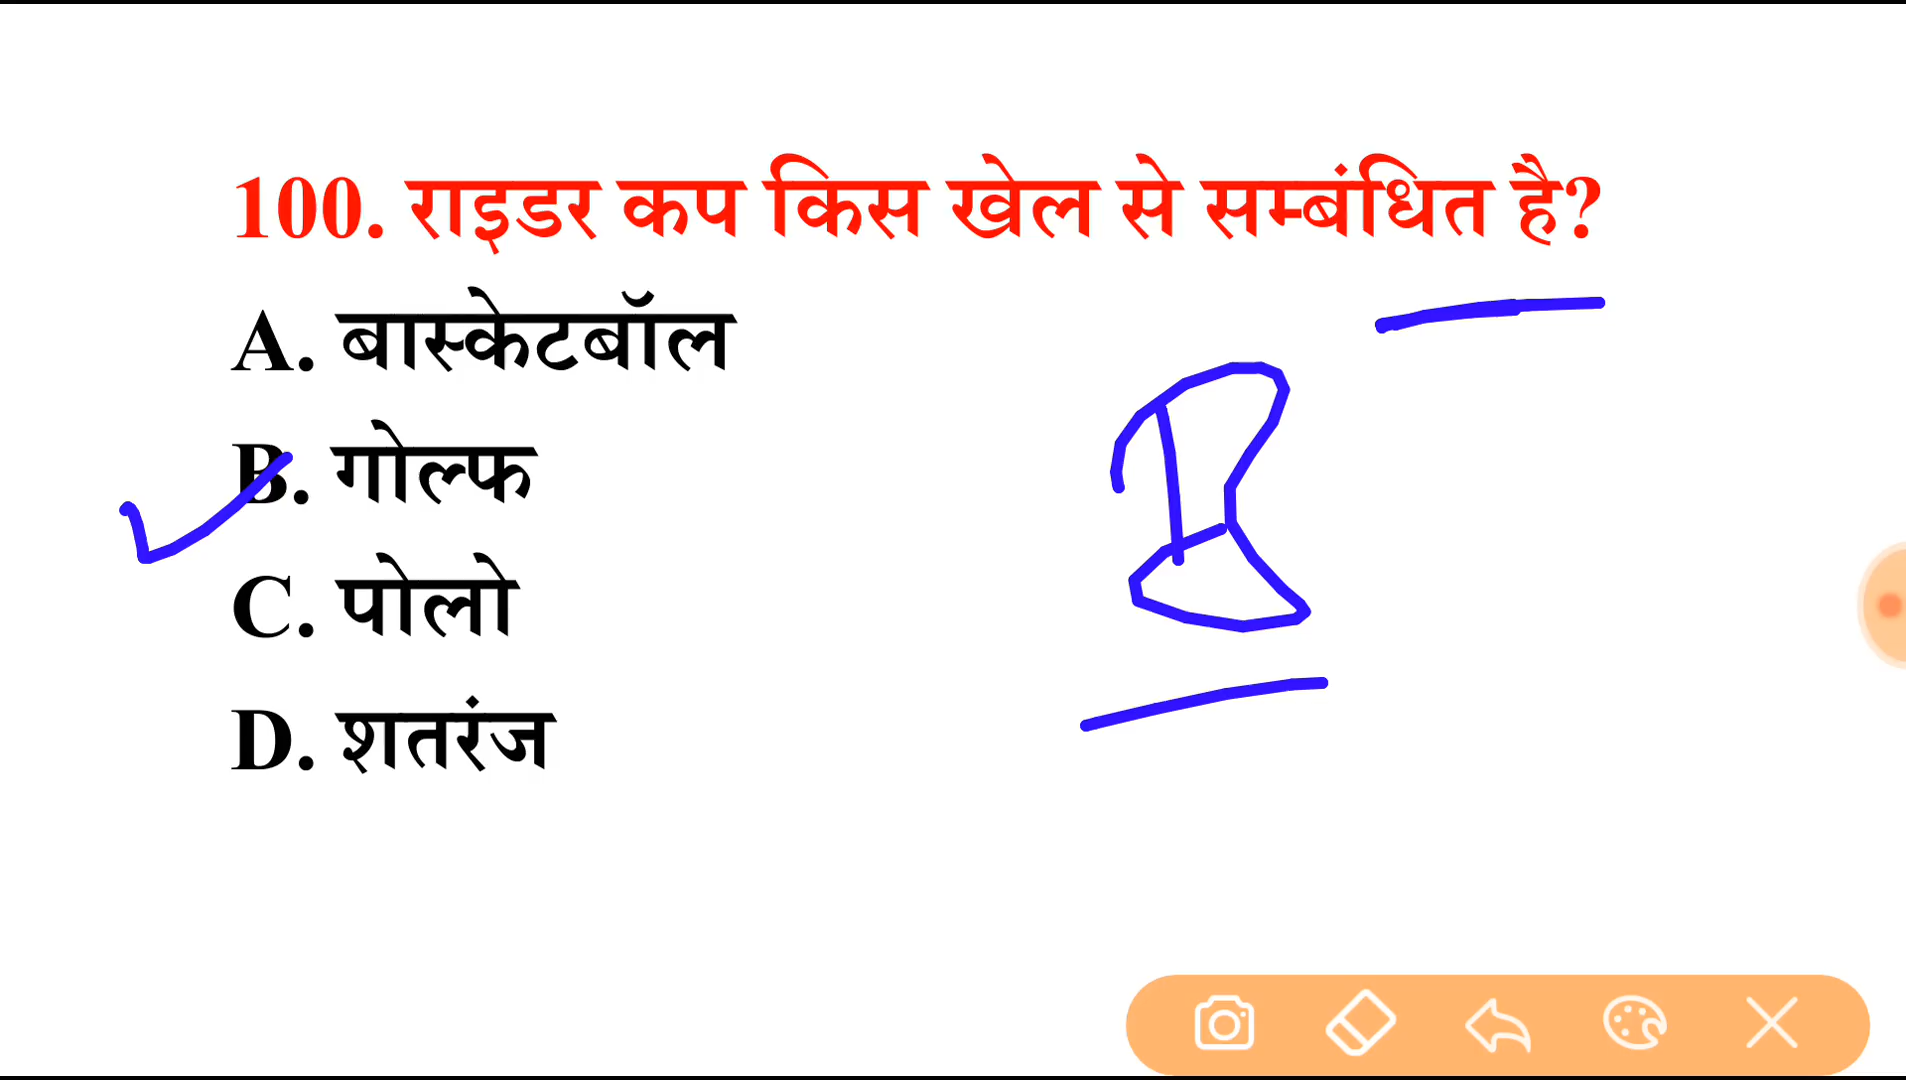 100. राइडर कप किस खेल से सम्बंधित है?
A. बास्केटबॉल
B. गोल्फ
C. पोलो
D. शतरंज
B